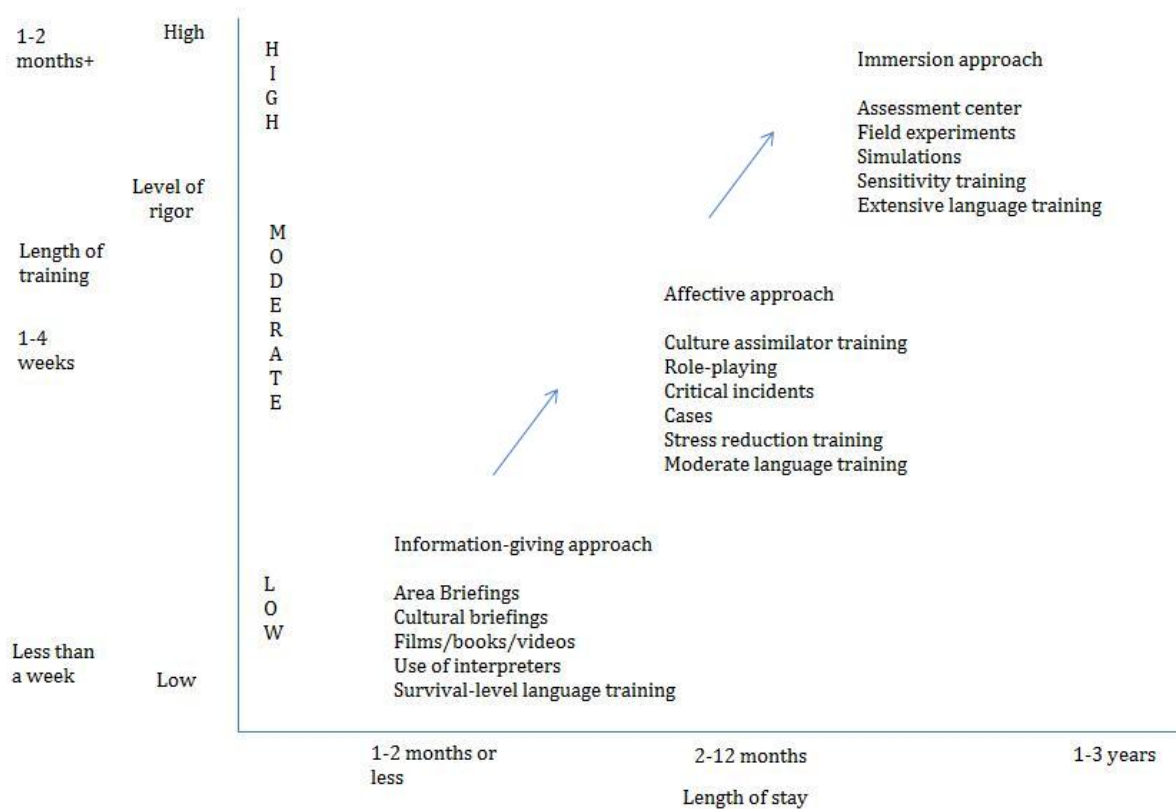 1-2
months+
High
HIGH
Immersion approach
Assessment center
Field experiments
Simulations
Sensitivity training
Extensive language training
Level of
rigor
Length of
training
MODERATE
1-4
weeks
Affective approach
Culture assimilator training
Role-playing
Critical incidents
Cases
Stress reduction training
Moderate language training
Information-giving approach
LOW
Area Briefings
Cultural briefings
Films/books/videos
Use of interpreters
Survival-level language training
Less than
a week
Low
1-2 months or
less
2-12 months
1-3 years
Length of stay